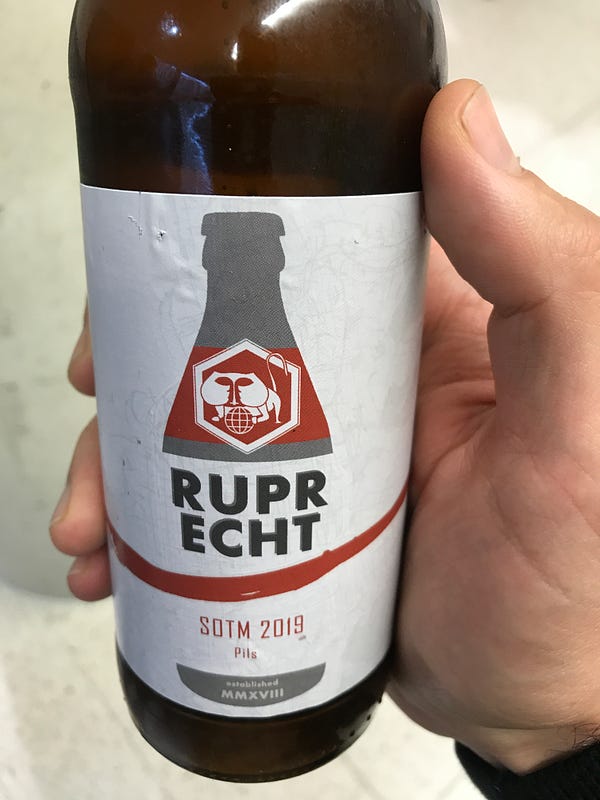 RUPR
ECHT
SOTM 2019
Pils
established
MMXVIII